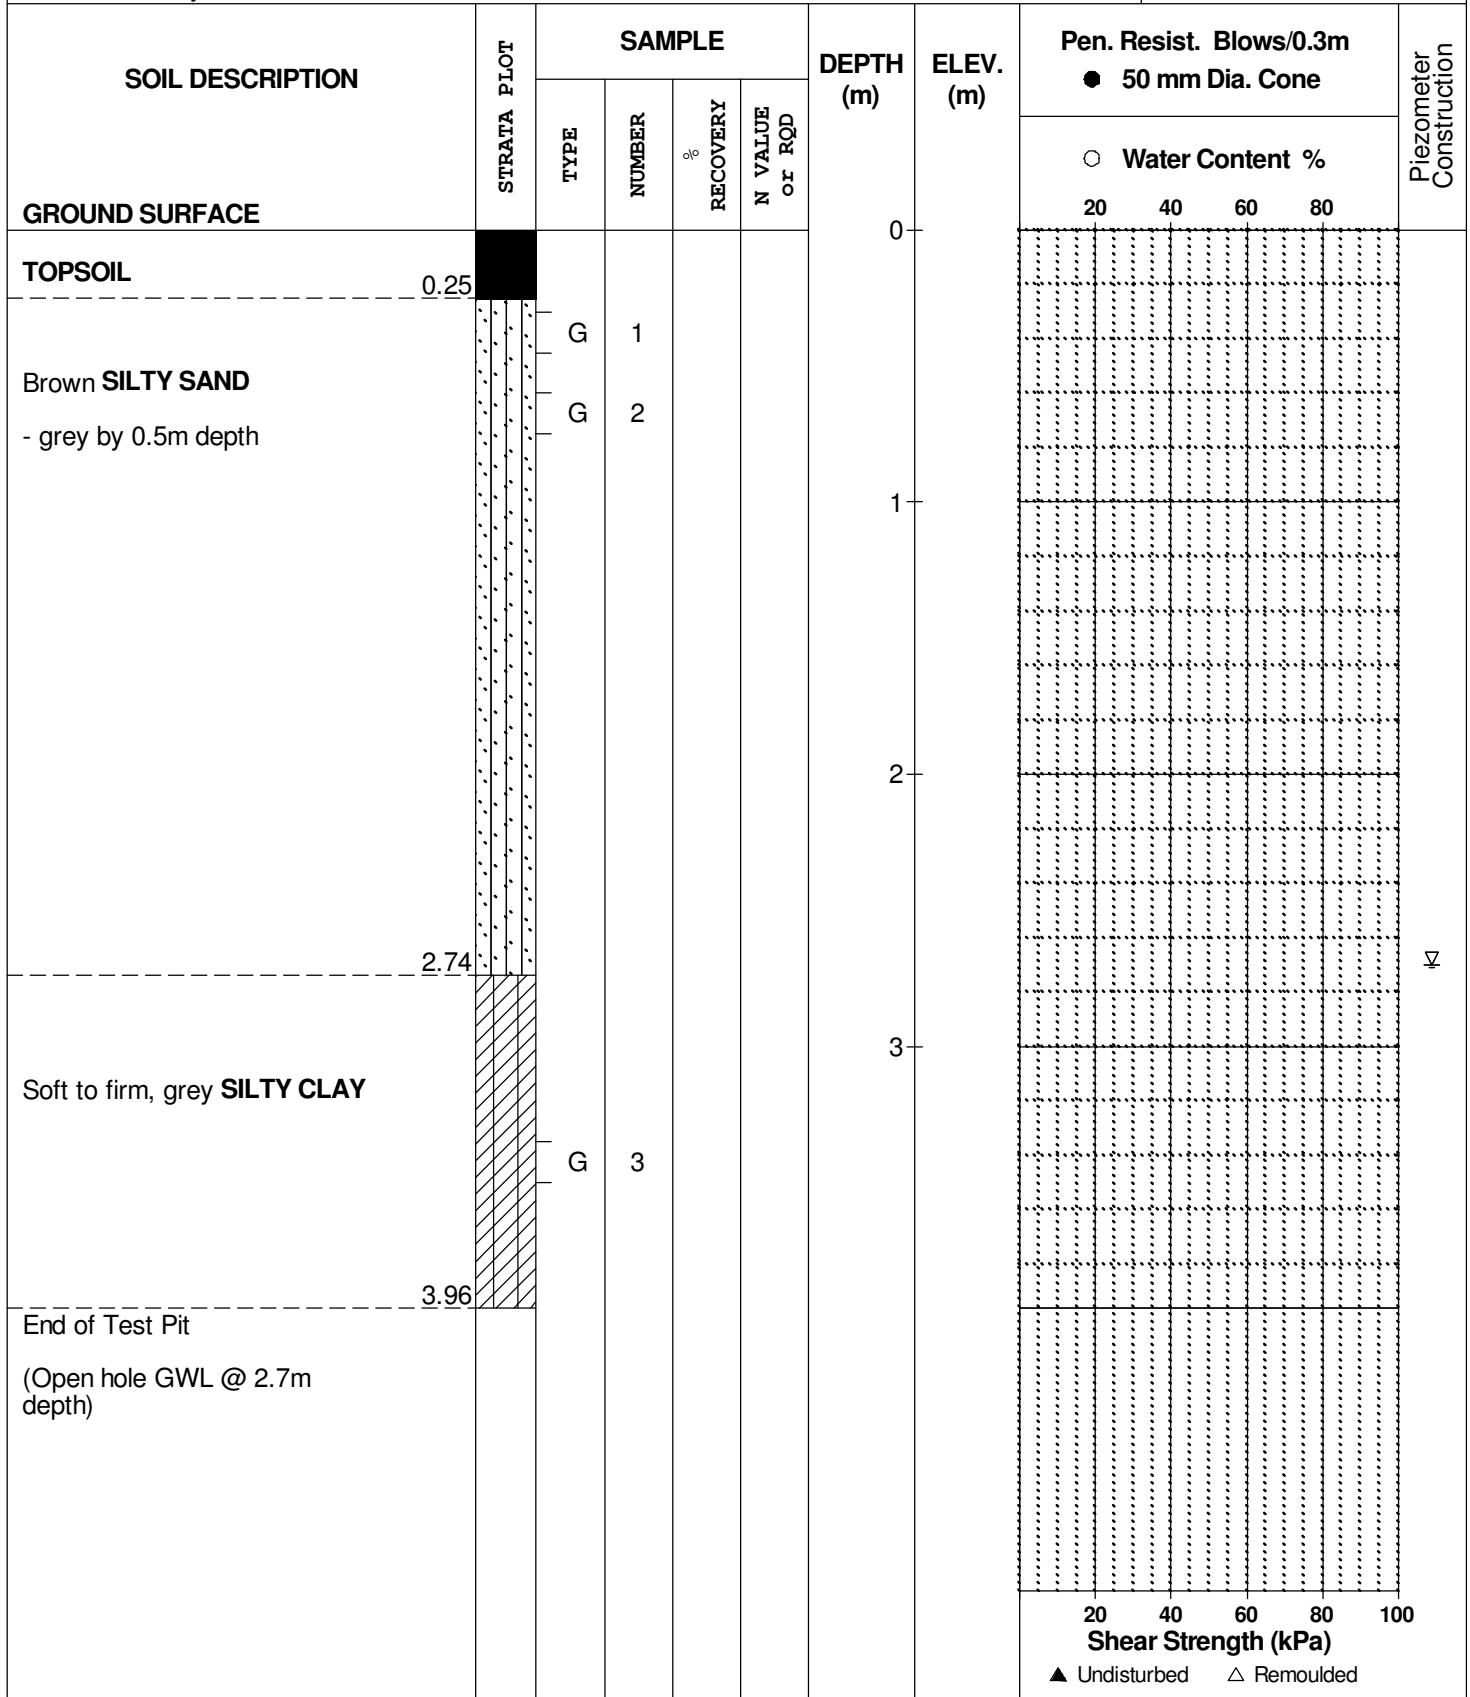 SOIL DESCRIPTION
GROUND SURFACE
STRATA PLOT
SAMPLE
TYPE
NUMBER
%
RECOVERY
N VALUE
or RQD
DEPTH
(m)
ELEV.
(m)
Pen. Resist. Blows/0.3m
● 50 mm Dia. Cone
○ Water Content %
20 40 60 80
Piezometer
Construction
0
TOPSOIL
0.25
G 1
Brown SILTY SAND
G 2
- grey by 0.5m depth
1
2
2.74
3
Soft to firm, grey SILTY CLAY
G 3
3.96
End of Test Pit
(Open hole GWL @ 2.7m
depth)
20 40 60 80 100
Shear Strength (kPa)
▲ Undisturbed △ Remoulded